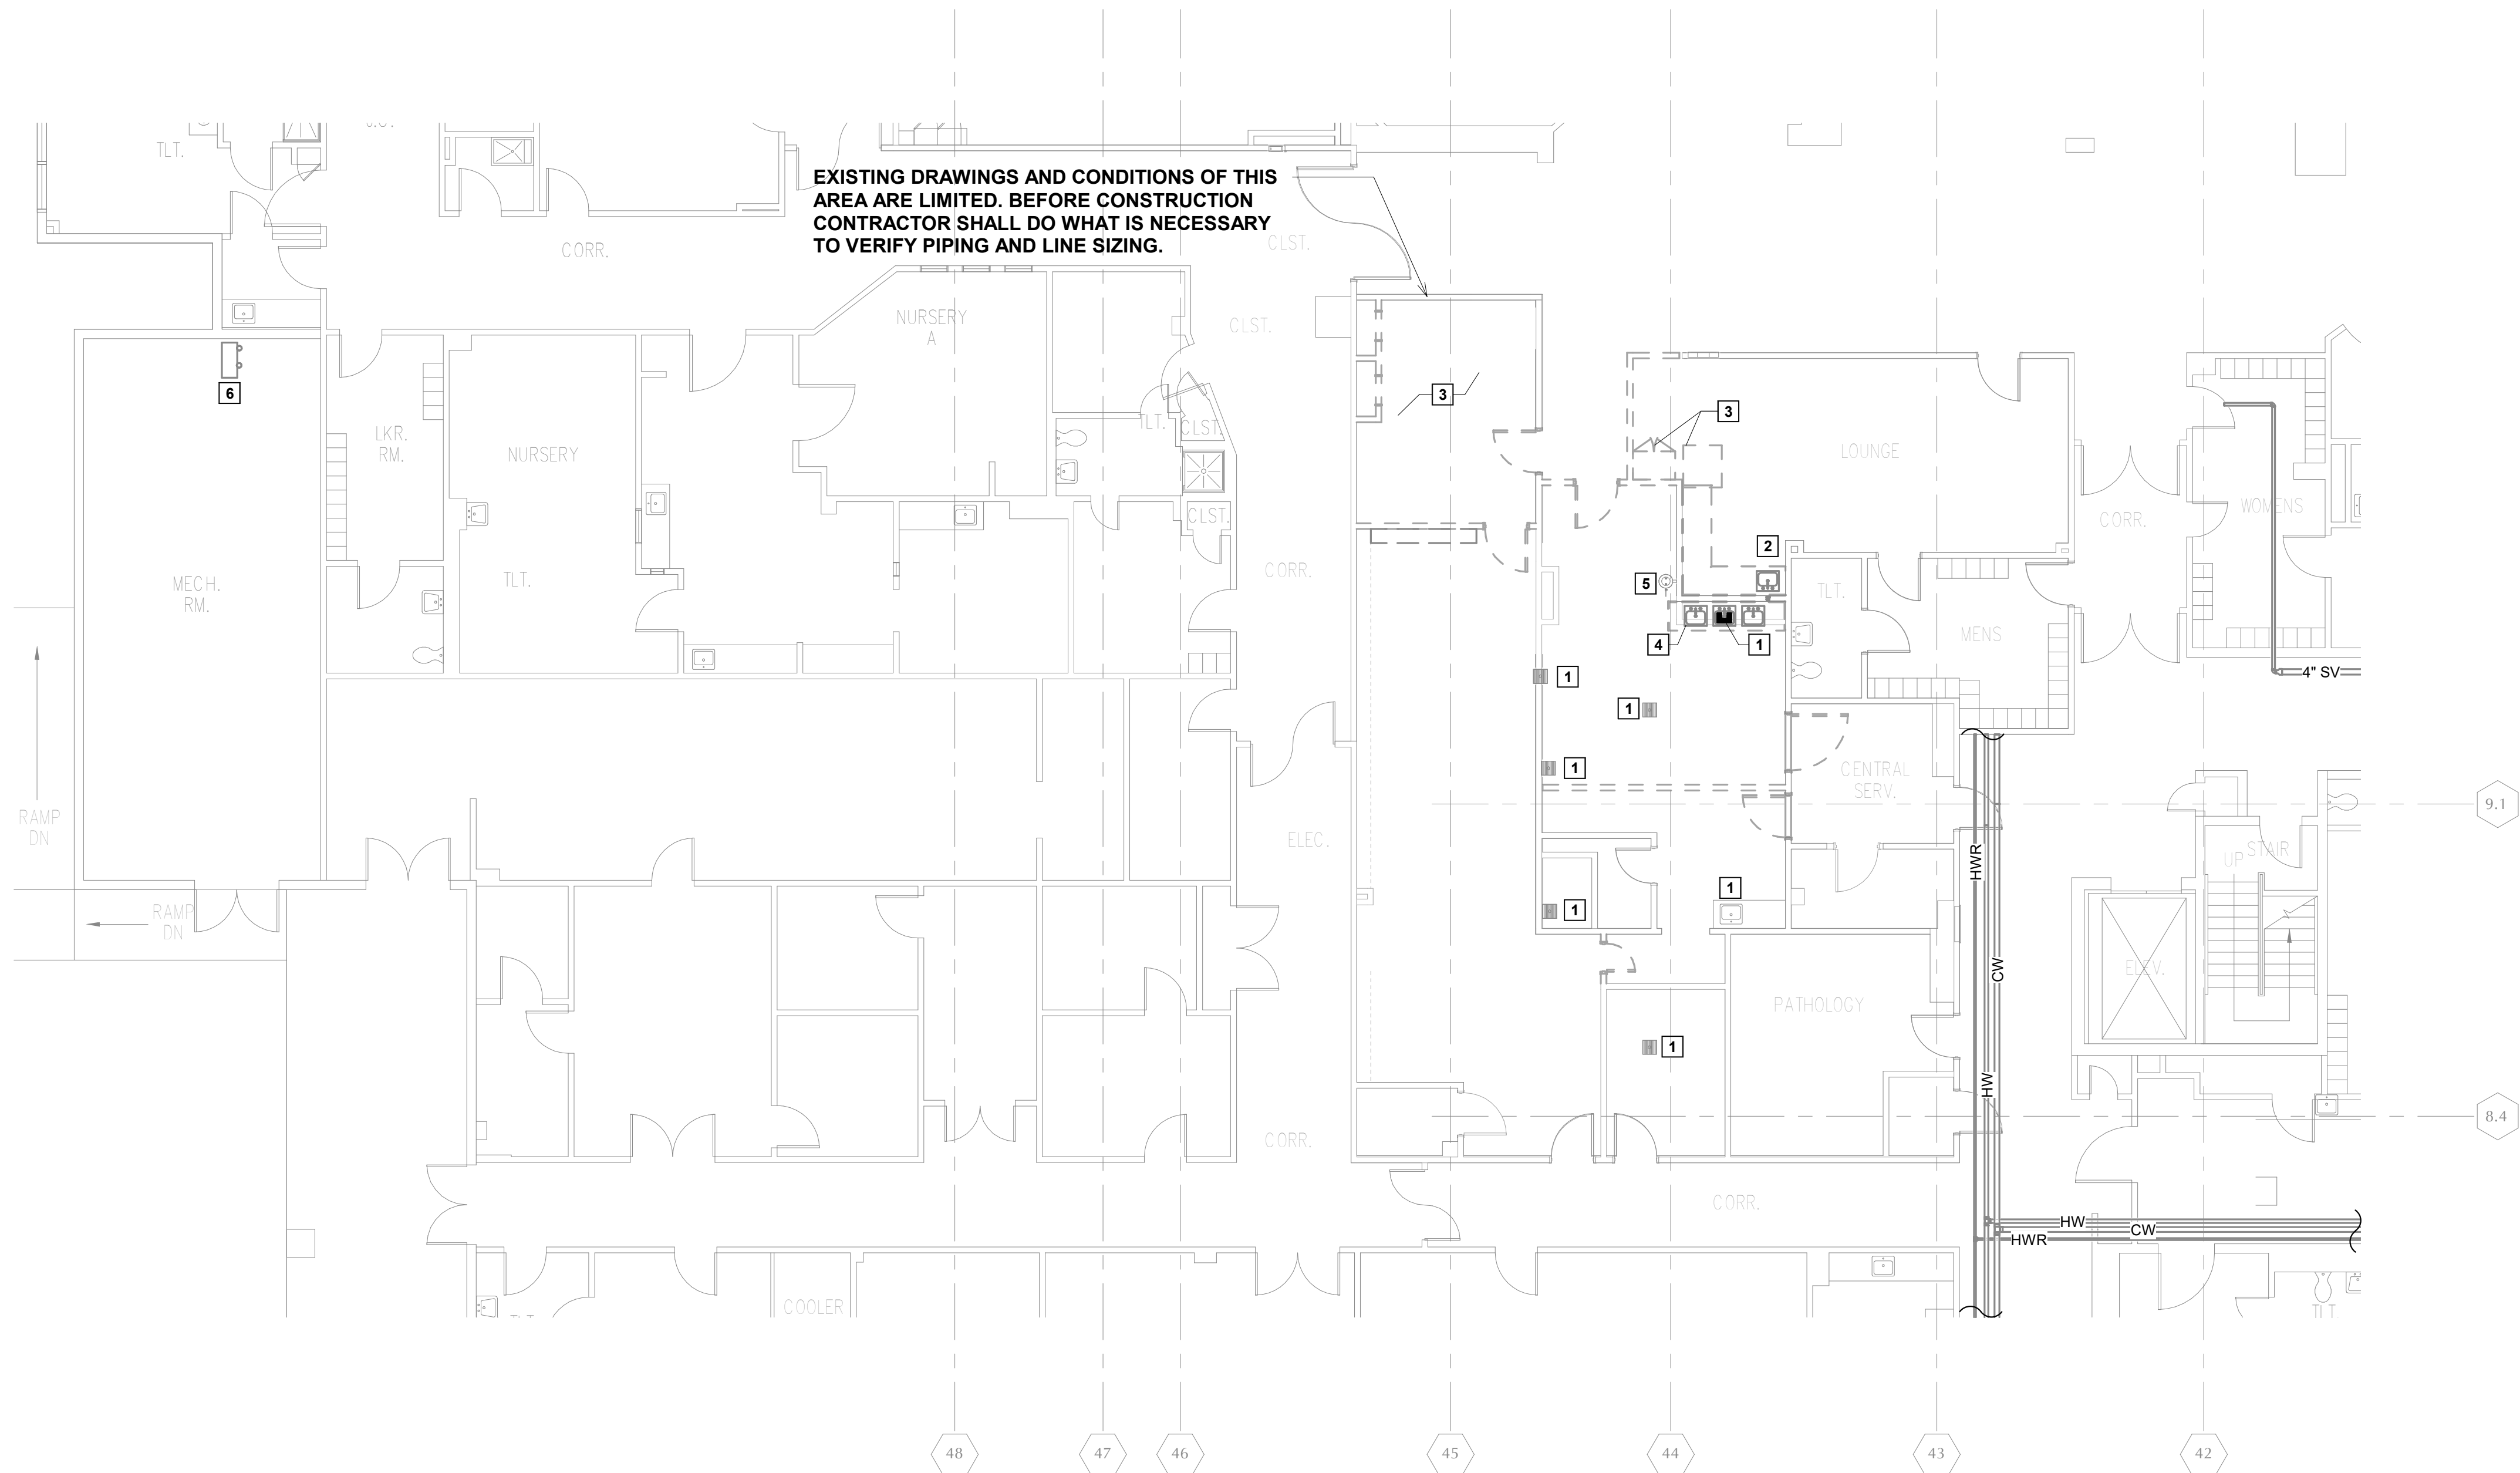 TLT.
EXISTING DRAWINGS AND CONDITIONS OF THIS
AREA ARE LIMITED. BEFORE CONSTRUCTION
CONTRACTOR SHALL DO WHAT IS NECESSARY
TO VERIFY PIPING AND LINE SIZING.
CORR.
CLST.
NURSERY
A
CLST.
6
3
3
LKR.
RM.
NURSERY
TLT.
CLST.
LOUNGE
CLST.
CORR.
WOMENS
2
MECH.
RM.
TLT.
CORR.
5
TLT.
4
1
MENS
1
4" SV
1
1
CENTRAL
SERV.
9.1
RAMP
DN
ELEC.
HWR
UP
STAIR
1
1
RAMP
DN
CW
ELEV.
PATHOLOGY
1
HW
8.4
CORR.
CORR.
HW
CW
HWR
COOLER
TLT
48
47
46
45
44
43
42